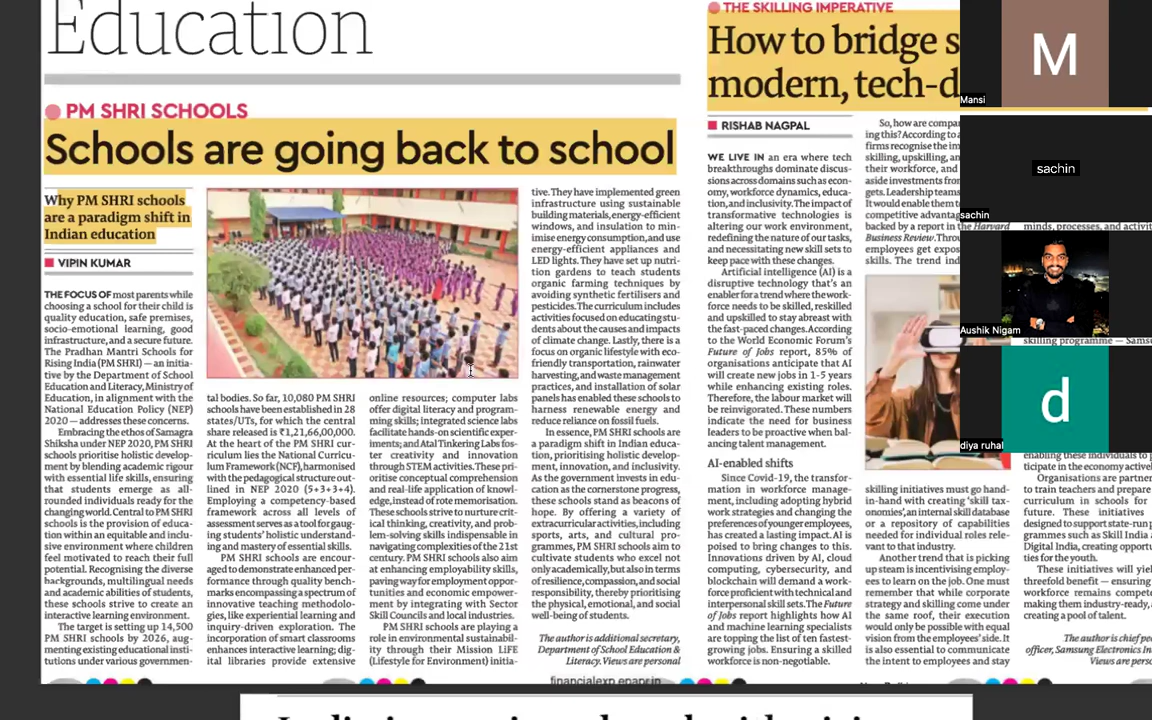 Education
PM SHRI SCHOOLS
Schools are going back to school
Why PM SHRI schools
are a paradigm shift in
Indian education
VIPIN KUMAR
THE FOCUS OF most parents while
choosing a school for their child is
quality education, safe premises,
socio-emotional learning, good
infrastructure, and a secure future.
The Pradhan Mantri Schools for
Rising India (PM SHRI) — an initia-
tive by the Department of School
Education and Literacy, Ministry of
Education, in alignment with the
National Education Policy (NEP)
2020 — addresses these concerns.
Embracing the ethos of Samagra
Shiksha under NEP 2020, PM SHRI
schools prioritise holistic develop-
ment by blending academic rigour
with essential life skills, ensuring
that students emerge as all-
rounded individuals ready for the
changing world. Central to PM SHRI
schools is the provision of educa-
tion within an equitable and inclu-
sive environment where children
feel motivated to reach their full
potential. Recognising the diverse
backgrounds, multilingual needs
and academic abilities of students,
these schools strive to create an
interactive learning environment.
The target is setting up 14,500
PM SHRI schools by 2026, aug-
menting existing educational insti-
tutions under various governmen-
tal bodies. So far, 10,080 PM SHRI
schools have been established in 28
states/UTs, for which the central
share released is ₹1,21,66,00,000.
At the heart of the PM SHRI cur-
riculum lies the National Curricu-
lum Framework (NCF), harmonised
with the pedagogical structure out-
lined in NEP 2020 (5+3+3+4).
Employing a competency-based
framework across all levels of
assessment serves as a tool for gaug-
ing students' holistic understand-
ing and mastery of essential skills.
PM SHRI schools are encour-
aged to demonstrate enhanced per-
formance through quality bench-
marks encompassing a spectrum of
innovative teaching methodolo-
gies, like experiential learning and
inquiry-driven exploration. The
incorporation of smart classrooms
enhances interactive learning; dig-
ital libraries provide extensive
online resources; computer labs
offer digital literacy and program-
ming skills; integrated science labs
facilitate hands-on scientific exper-
iments; and Atal Tinkering Labs fos-
ter creativity and innovation
through STEM activities. These pri-
oritise conceptual comprehension
and real-life application of knowl-
edge, instead of rote memorisation.
These schools strive to nurture crit-
ical thinking, creativity, and prob-
lem-solving skills indispensable in
navigating complexities of the 21st
century. PM SHRI schools also aim
at enhancing employability skills,
paving way for employment oppor-
tunities and economic empower-
ment by integrating with Sector
Skill Councils and local industries.
PM SHRI schools are playing a
role in environmental sustainabil-
ity through their Mission LiFE
(Lifestyle for Environment) initia-
tive. They have implemented green
infrastructure using sustainable
building materials, energy-efficient
windows, and insulation to min-
imise energy consumption, and use
energy-efficient appliances and
LED lights. They have set up nutri-
tion gardens to teach students
organic farming techniques by
avoiding synthetic fertilisers and
pesticides. The curriculum includes
activities focused on educating stu-
dents about the causes and impacts
of climate change. Lastly, there is a
focus on organic lifestyle with eco-
friendly transportation, rainwater
harvesting, and waste management
practices, and installation of solar
panels has enabled these schools to
harness renewable energy and
reduce reliance on fossil fuels.
In essence, PM SHRI schools are
a paradigm shift in Indian educa-
tion, prioritising holistic develop-
ment, innovation, and inclusivity.
As the government invests in edu-
cation as the cornerstone progress,
these schools stand as beacons of
hope. By offering a variety of
extracurricular activities, including
sports, arts, and cultural pro-
grammes, PM SHRI schools aim to
cultivate students who excel not
only academically, but also in terms
of resilience, compassion, and social
responsibility, thereby prioritising
the physical, emotional, and social
well-being of students.
The author is additional secretary,
Department of School Education &
Literacy. Views are personal
THE SKILLING IMPERATIVE
How to bridge s
modern, tech-d
RISHAB NAGPAL
WE LIVE IN an era where tech
breakthroughs dominate discus-
sions across domains such as econ-
omy, workforce dynamics, educa-
tion, and inclusivity. The impact of
transformative technologies is
altering our work environment,
redefining the nature of our tasks,
and necessitating new skill sets to
keep pace with these changes.
Artificial intelligence (AI) is a
disruptive technology that's an
enabler for a trend where the work-
force needs to be skilled, reskilled
and upskilled to stay abreast with
the fast-paced changes. According
to the World Economic Forum's
Future of Jobs report, 85% of
organisations anticipate that AI
will create new jobs in 1-5 years
while enhancing existing roles.
Therefore, the labour market will
be reinvigorated. These numbers
indicate the need for business
leaders to be proactive when bal-
ancing talent management.
AI-enabled shifts
Since Covid-19, the transfor-
mation in workforce manage-
ment, including adopting hybrid
work strategies and changing the
preferences of younger employees,
has created a lasting impact. AI is
poised to bring changes to this.
Innovations driven by AI, cloud
computing, cybersecurity, and
blockchain will demand a work-
force proficient with technical and
interpersonal skill sets. The Future
of Jobs report highlights how AI
and machine learning specialists
are topping the list of ten fastest-
growing jobs. Ensuring a skilled
workforce is non-negotiable.
So, how are compa
ing this? According to a
firms recognise the im
skilling, upskilling, an
their workforce, and
aside investments from
gets. Leadership teams
It would enable them to
competitive advantag
backed by a report in the Harvard
Business Review. Throu
employees get expos
skills. The trend ind
skilling initiatives must go hand-
in-hand with creating 'skill tax-
onomies', an internal skill database
or a repository of capabilities
needed for individual roles rele-
vant to that industry.
Another trend that is picking
up steam is incentivising employ-
ees to learn on the job. One must
remember that while corporate
strategy and skilling come under
the same roof, their execution
would only be possible with equal
vision from the employees' side. It
is also essential to communicate
the intent to employees and stay
minds, processes, and activit
skilling programme — Sams
enabling these individuals to par-
ticipate in the economy activel
Organisations are partner
to train teachers and prepare
curriculum in schools for
future. These initiatives
designed to support state-run p
grammes such as Skill India a
Digital India, creating opportu
ties for the youth.
These initiatives will yiel
threefold benefit — ensuring
workforce remains compete
making them industry-ready, a
creating a pool of talent.
The author is chief pe
officer, Samsung Electronics In
Views are pers
financialexp.epapr.in
M
Mansi
sachin
sachin
Aushik Nigam
d
diya ruhal